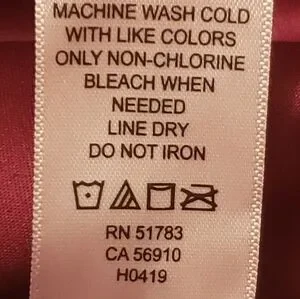 MACHINE WASH COLD
WITH LIKE COLORS
ONLY NON-CHLORINE
BLEACH WHEN
NEEDED
LINE DRY
DO NOT IRON
RN 51783
CA 56910
H0419